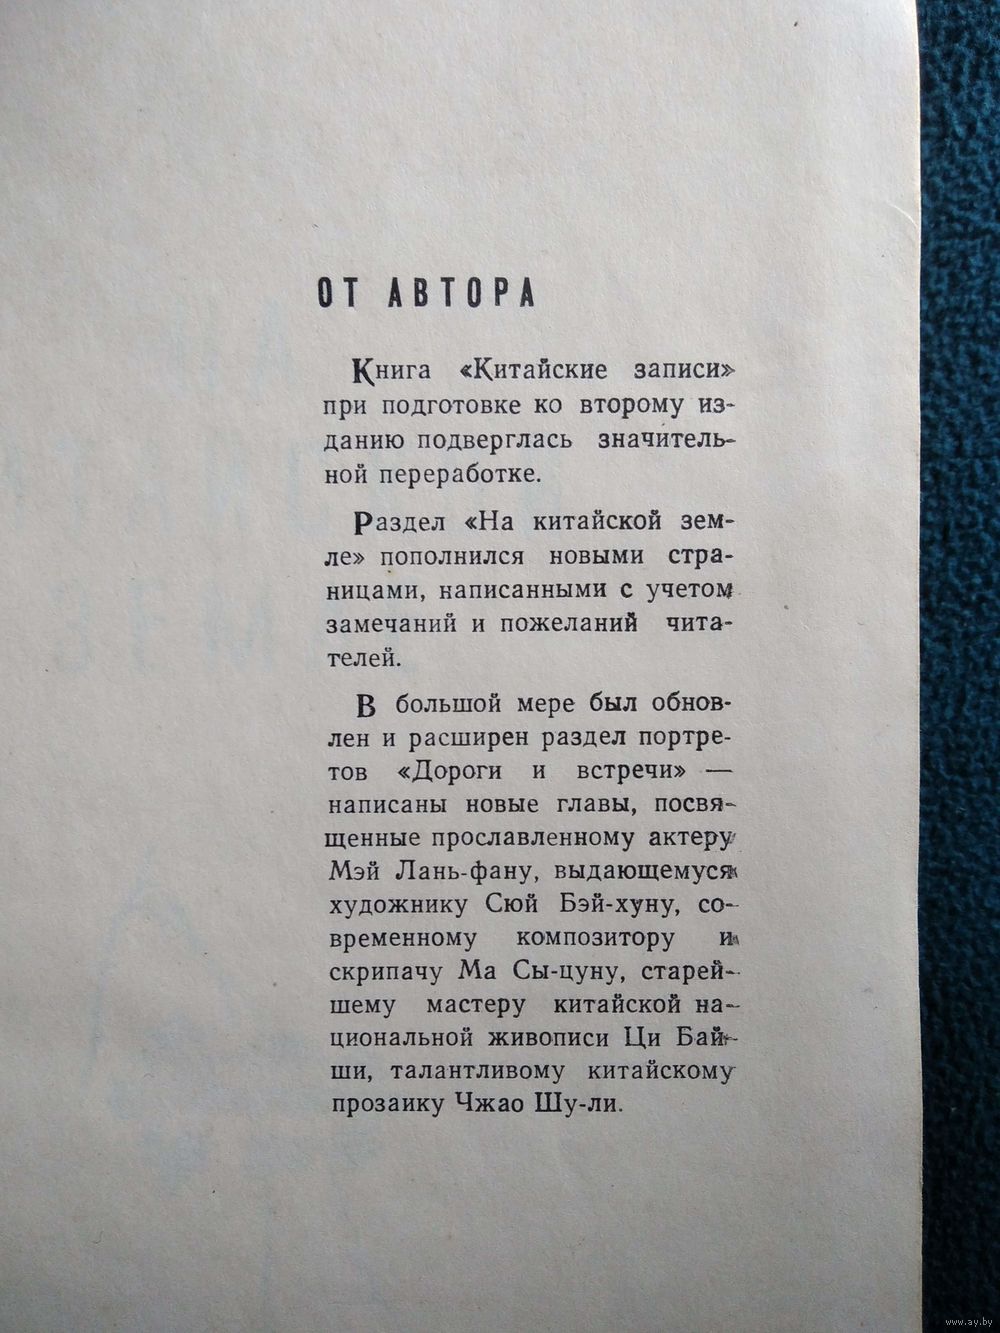 ОТ АВТОРА
Книга «Китайские записи»
при подготовке ко второму из-
данию подверглась значитель-
ной переработке.
Раздел «На китайской зем-
ле» пополнился новыми стра-
ницами, написанными с учетом
замечаний и пожеланий чита-
телей.
В большой мере был обнов-
лен и расширен раздел портре-
тов «Дороги и встречи» —
написаны новые главы, посвя-
щенные прославленному актеру
Мэй Лань-фану, выдающемуся
художнику Сюй Бэй-хуну, со-
временному композитору и
скрипачу Ма Сы-цуну, старей-
шему мастеру китайской на-
циональной живописи Ци Бай-
ши, талантливому китайскому
прозаику Чжао Шу-ли.
www.ay.by